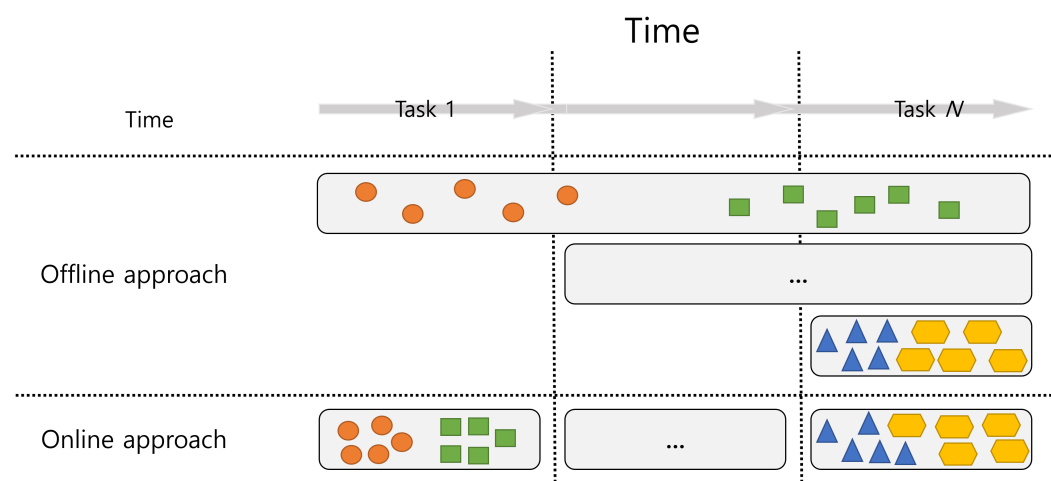 Time
Time
Task 1
Task N
Offline approach
...
Online approach
...